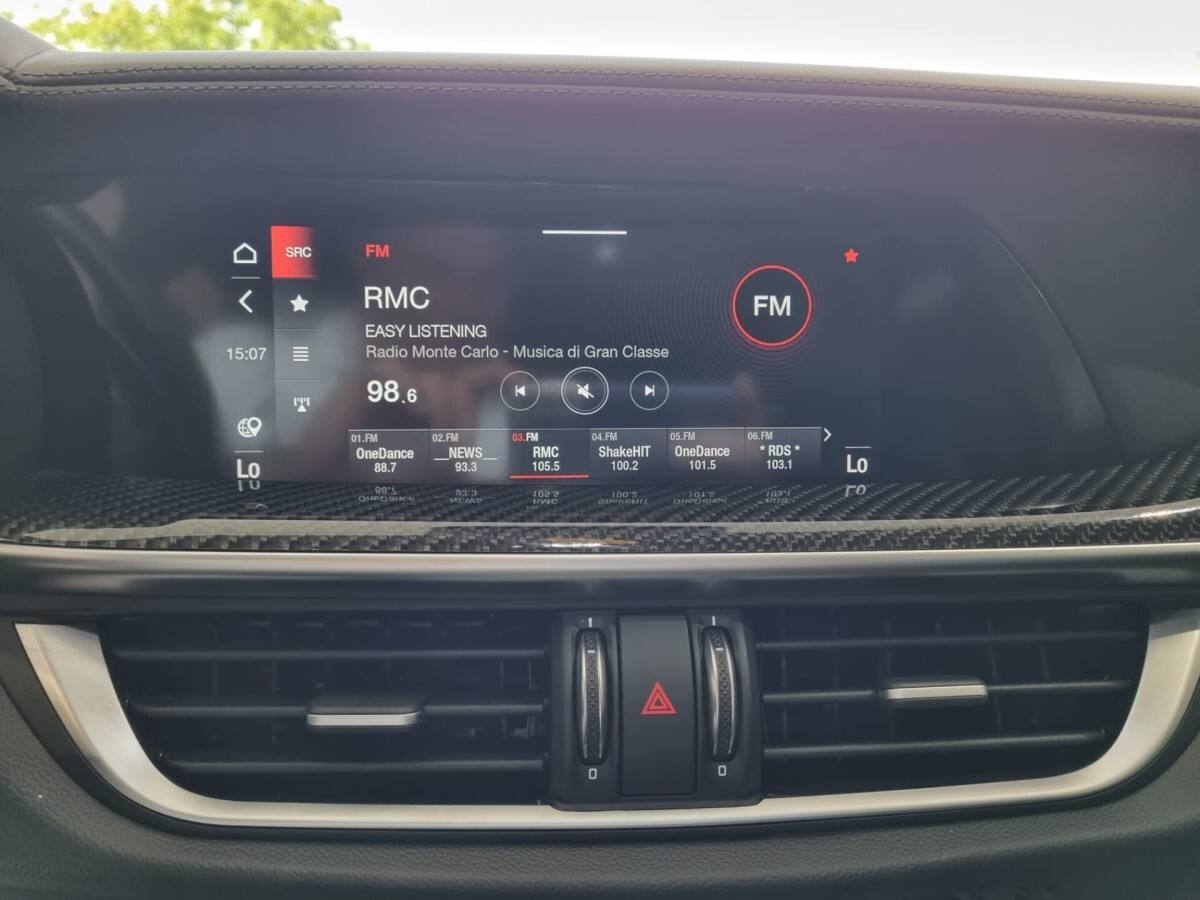 SRC
FM
RMC
FM
EASY LISTENING
15:07
Radio Monte Carlo - Musica di Gran Classe
98.6
01.FM
OneDance
88.7
02.FM
__NEWS__
93.3
03.FM
RMC
105.5
04.FM
ShakeHIT
100.2
05.FM
OneDance
101.5
06.FM
* RDS *
103.1
Lo
Lo
I
I
0
0